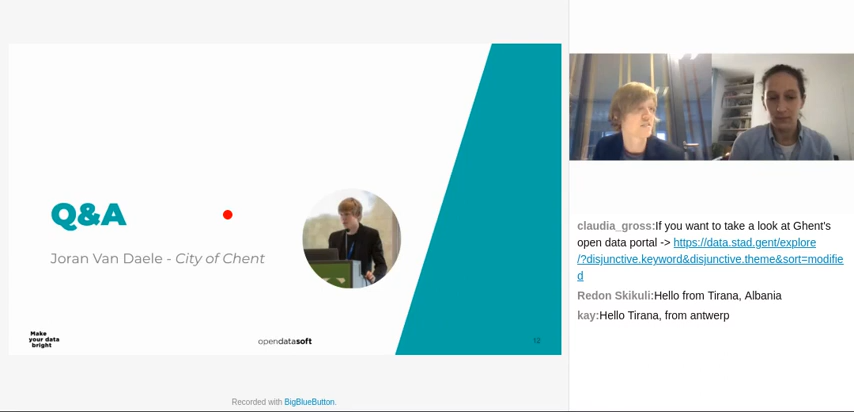 Q&A
Joran Van Daele - City of Chent
Make
your data
bright
opendatasoft
12
Recorded with BigBlueButton.
claudia_gross:If you want to take a look at Ghent's
open data portal -> https://data.stad.gent/explore
/?disjunctive.keyword&disjunctive.theme&sort=modifie
d
Redon Skikuli:Hello from Tirana, Albania
kay:Hello Tirana, from antwerp